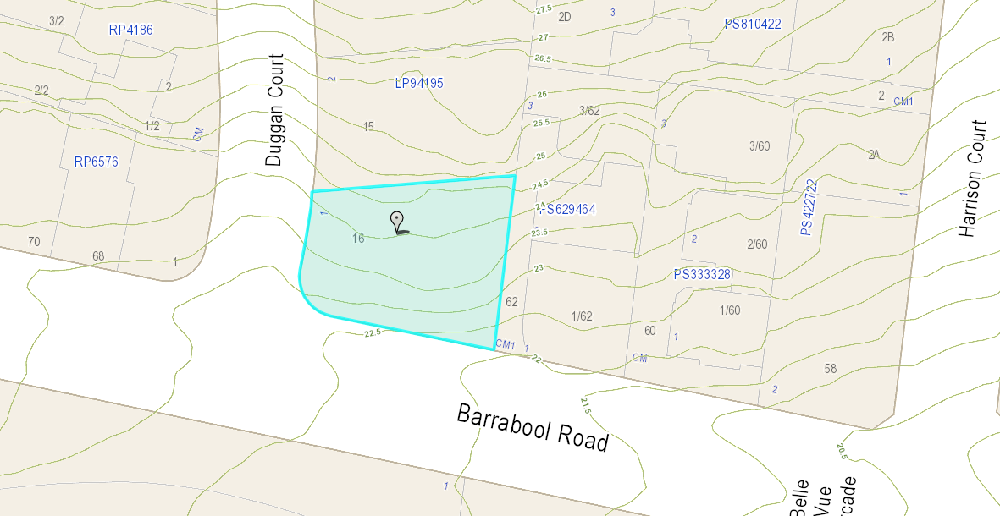 27.5
3
3/2
2D
RP4186
PS810422
27
2B
26.5
1
2
LP94195
2/2
2
26
2
CM1
3
3/62
3
25.5
1/2
CM
15
Duggan Court
3/60
RP6576
25
2A
Harrison Court
24.5
1
24
PS629464
1
PS422722
23.5
16
2
2/60
70
68
1
23
PS333328
62
1/62
1/60
60
22.5
CM1
1
1
22
CM
58
2
21.5
Barrabool Road
20.5
1
Belle
Vue